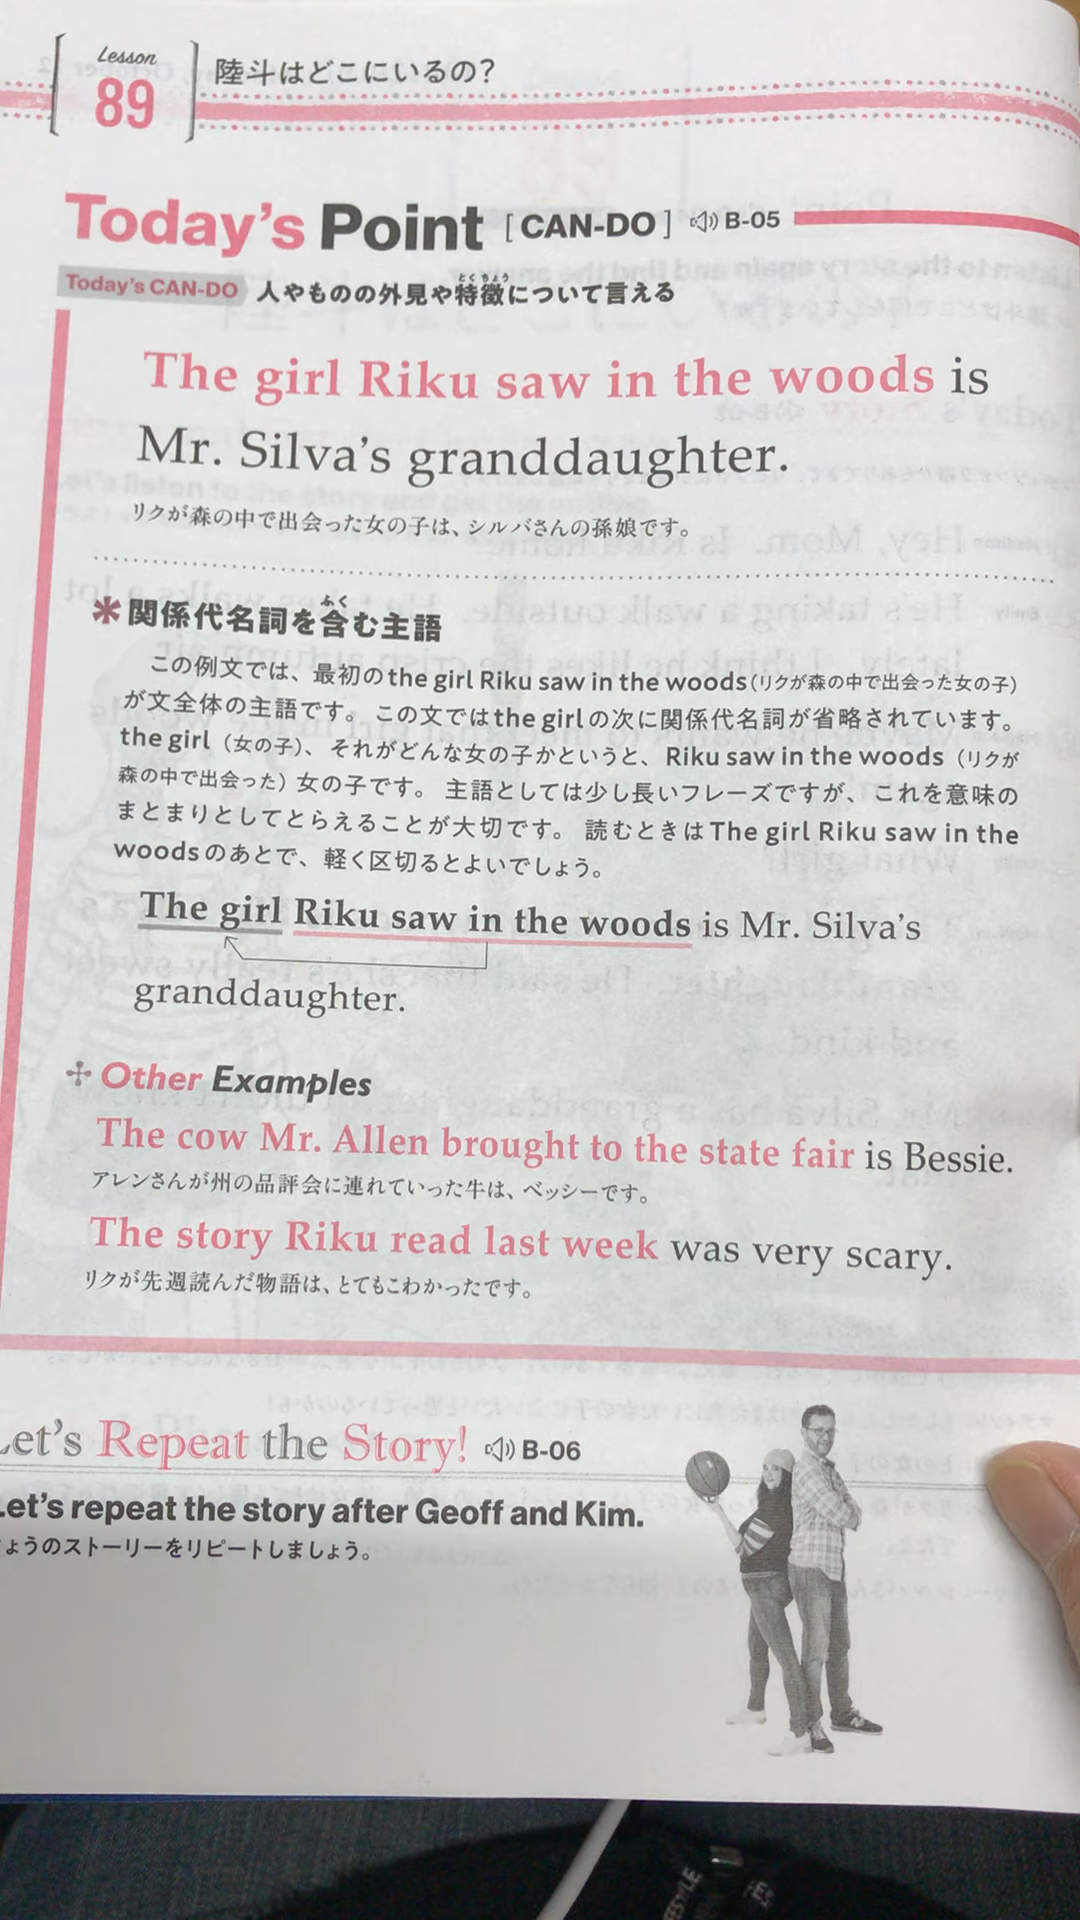 Lesson
89
陸斗はどこにいるの?
Today's Point [CAN-DO] B-05
Today's CAN-DO 人やものの外見や特徴について言える
とくちょう
The girl Riku saw in the woods is
Mr. Silva's granddaughter.
リクが森の中で出会った女の子は、シルバさんの孫娘です。
*関係代名詞を含む主語
ふく
この例文では、最初のthe girl Riku saw in the woods(リクが森の中で出会った女の子)
が文全体の主語です。この文ではthe girlの次に関係代名詞が省略されています。
the girl(女の子)、それがどんな女の子かというと、Riku saw in the woods(リクが
森の中で出会った)女の子です。主語としては少し長いフレーズですが、これを意味の
まとまりとしてとらえることが大切です。読むときはThe girl Riku saw in the
woodsのあとで、軽く区切るとよいでしょう。
The girl Riku saw in the woods is Mr. Silva's
granddaughter.
Other Examples
The cow Mr. Allen brought to the state fair is Bessie.
アレンさんが州の品評会に連れていった牛は、ベッシーです。
The story Riku read last week was very scary.
リクが先週読んだ物語は、とてもこわかったです。
Let's Repeat the Story! B-06
Let's repeat the story after Geoff and Kim.
ょうのストーリーをリピートしましょう。